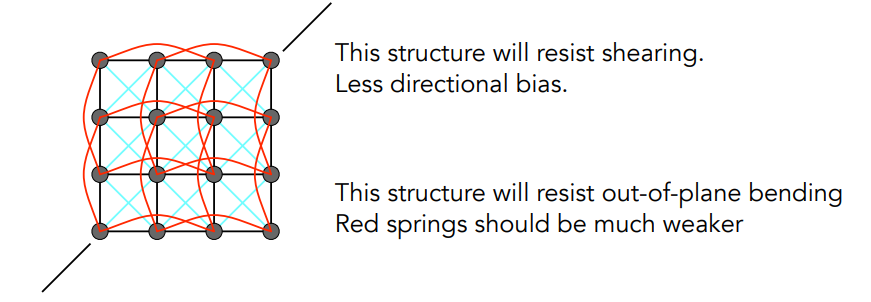 This structure will resist shearing.
Less directional bias.
This structure will resist out-of-plane bending
Red springs should be much weaker